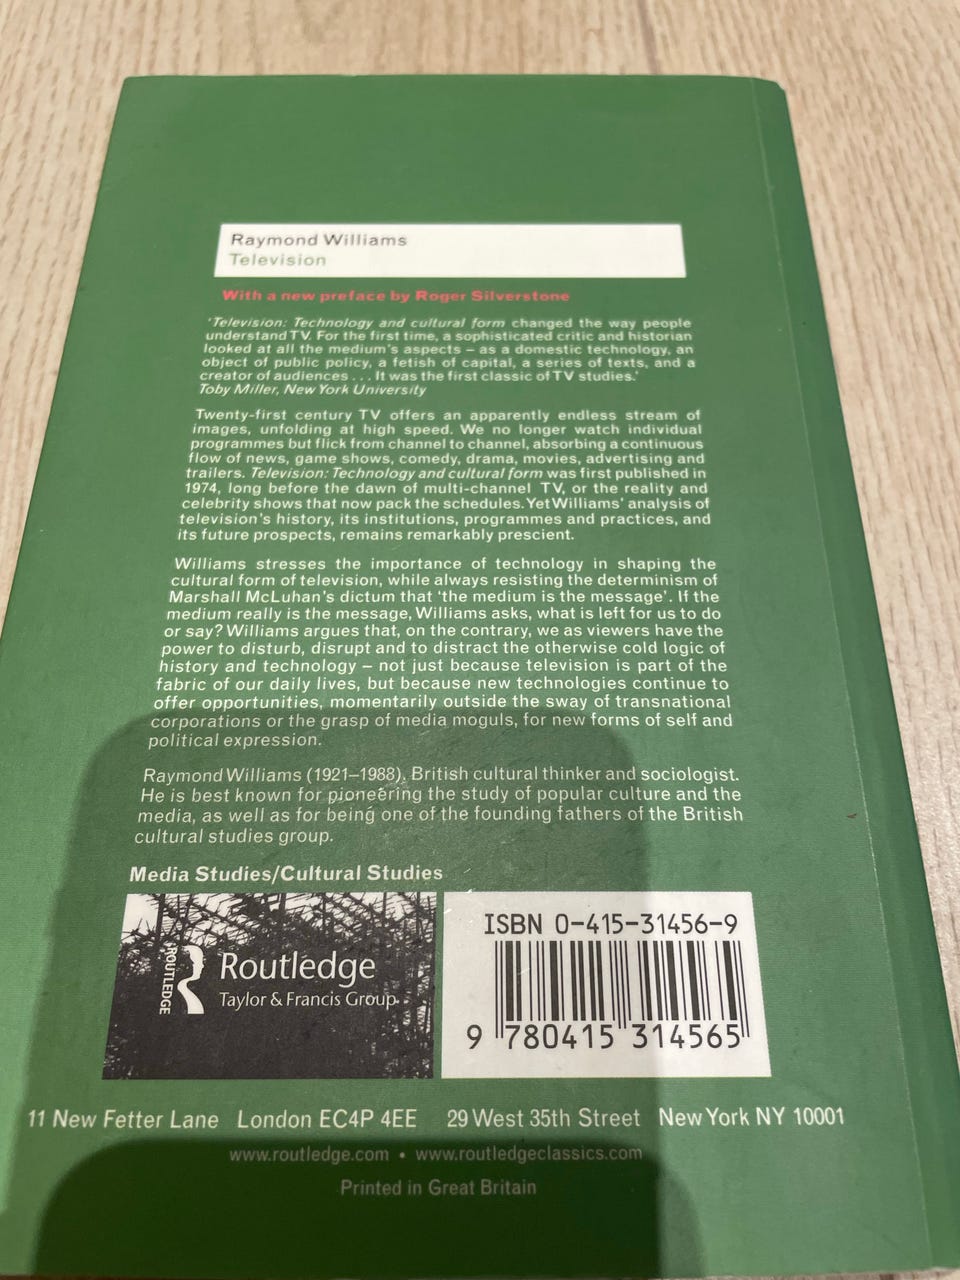 Raymond Williams
Television
With a new preface by Roger Silverstone
'Television: Technology and cultural form changed the way people
understand TV. For the first time, a sophisticated critic and historian
looked at all the medium's aspects – as a domestic technology, an
object of public policy, a fetish of capital, a series of texts, and a
creator of audiences . . . It was the first classic of TV studies.'
Toby Miller, New York University
Twenty-first century TV offers an apparently endless stream of
images, unfolding at high speed. We no longer watch individual
programmes but flick from channel to channel, absorbing a continuous
flow of news, game shows, comedy, drama, movies, advertising and
trailers. Television: Technology and cultural form was first published in
1974, long before the dawn of multi-channel TV, or the reality and
celebrity shows that now pack the schedules. Yet Williams' analysis of
television's history, its institutions, programmes and practices, and
its future prospects, remains remarkably prescient.
Williams stresses the importance of technology in shaping the
cultural form of television, while always resisting the determinism of
Marshall McLuhan's dictum that 'the medium is the message'. If the
medium really is the message, Williams asks, what is left for us to do
or say? Williams argues that, on the contrary, we as viewers have the
power to disturb, disrupt and to distract the otherwise cold logic of
history and technology – not just because television is part of the
fabric of our daily lives, but because new technologies continue to
offer opportunities, momentarily outside the sway of transnational
corporations or the grasp of media moguls, for new forms of self and
political expression.
Raymond Williams (1921–1988). British cultural thinker and sociologist.
He is best known for pioneering the study of popular culture and the
media, as well as for being one of the founding fathers of the British
cultural studies group.
Media Studies/Cultural Studies
ROUTLEDGE
Routledge
Taylor & Francis Group
ISBN 0-415-31456-9
9 780415 314565
11 New Fetter Lane London EC4P 4EE 29 West 35th Street New York NY 10001
www.routledge.com • www.routledgeclassics.com
Printed in Great Britain